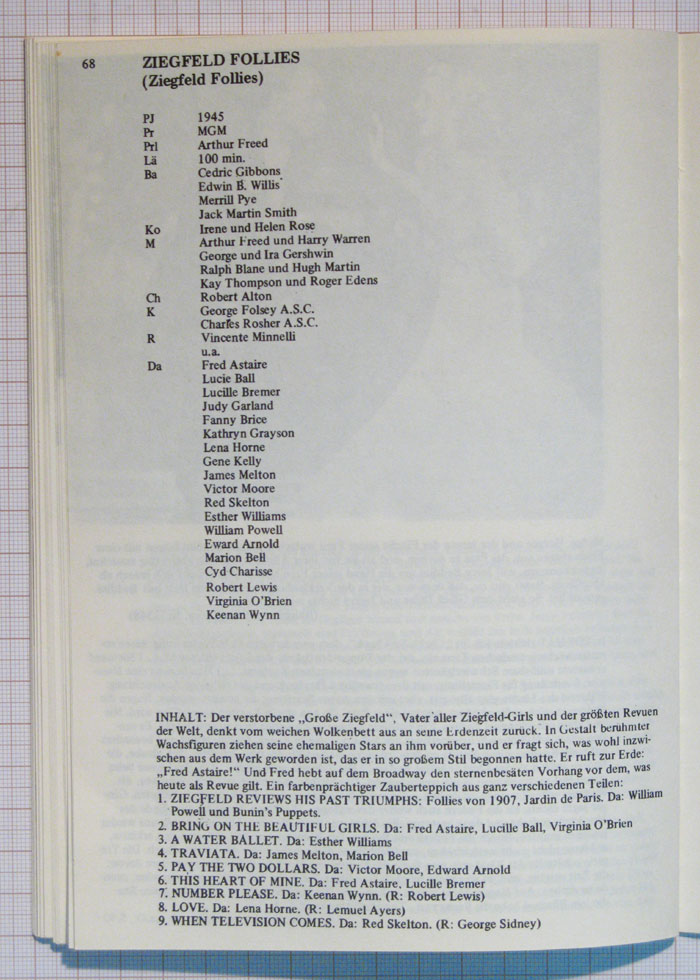 68 ZIEGFELD FOLLIES
(Ziegfeld Follies)
PJ 1945
Pr MGM
Prl Arthur Freed
Lä 100 min.
Ba Cedric Gibbons
Edwin B. Willis
Merrill Pye
Jack Martin Smith
Ko Irene und Helen Rose
M Arthur Freed und Harry Warren
George und Ira Gershwin
Ralph Blane und Hugh Martin
Kay Thompson und Roger Edens
Ch Robert Alton
K George Folsey A.S.C.
Charles Rosher A.S.C.
R Vincente Minnelli
u.a.
Da Fred Astaire
Lucie Ball
Lucille Bremer
Judy Garland
Fanny Brice
Kathryn Grayson
Lena Horne
Gene Kelly
James Melton
Victor Moore
Red Skelton
Esther Williams
William Powell
Eward Arnold
Marion Bell
Cyd Charisse
Robert Lewis
Virginia O'Brien
Keenan Wynn
INHALT: Der verstorbene „Große Ziegfeld“, Vater aller Ziegfeld-Girls und der größten Revuen
der Welt, denkt vom weichen Wolkenbett aus an seine Erdenzeit zurück. In Gestalt berühmter
Wachsfiguren ziehen seine ehemaligen Stars an ihm vorüber, und er fragt sich, was wohl inzwi-
schen aus dem Werk geworden ist, das er in so großem Stil begonnen hatte. Er ruft zur Erde:
„Fred Astaire!“ Und Fred hebt auf dem Broadway den sternenbesäten Vorhang vor dem, was
heute als Revue gilt. Ein farbenprächtiger Zauberteppich aus ganz verschiedenen Teilen:
1. ZIEGFELD REVIEWS HIS PAST TRIUMPHS: Follies von 1907, Jardin de Paris. Da: William
Powell und Bunin's Puppets.
2. BRING ON THE BEAUTIFUL GIRLS. Da: Fred Astaire, Lucille Ball, Virginia O'Brien
3. A WATER BALLET. Da: Esther Williams
4. TRAVIATA. Da: James Melton, Marion Bell
5. PAY THE TWO DOLLARS. Da: Victor Moore, Edward Arnold
6. THIS HEART OF MINE. Da: Fred Astaire, Lucille Bremer
7. NUMBER PLEASE. Da: Keenan Wynn. (R: Robert Lewis)
8. LOVE. Da: Lena Horne. (R: Lemuel Ayers)
9. WHEN TELEVISION COMES. Da: Red Skelton. (R: George Sidney)